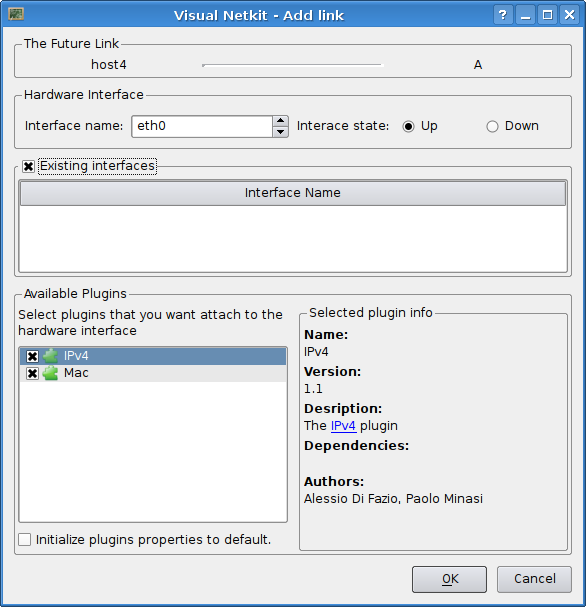 Visual Netkit - Add link
The Future Link
host4 A
Hardware Interface
Interface name: eth0 Interace state: Up Down
Existing interfaces
Interface Name
Available Plugins
Select plugins that you want attach to the
hardware interface
IPv4
Mac
Initialize plugins properties to default.
Selected plugin info
Name:
IPv4
Version:
1.1
Desription:
The IPv4 plugin
Dependencies:
Authors:
Alessio Di Fazio, Paolo Minasi
OK Cancel